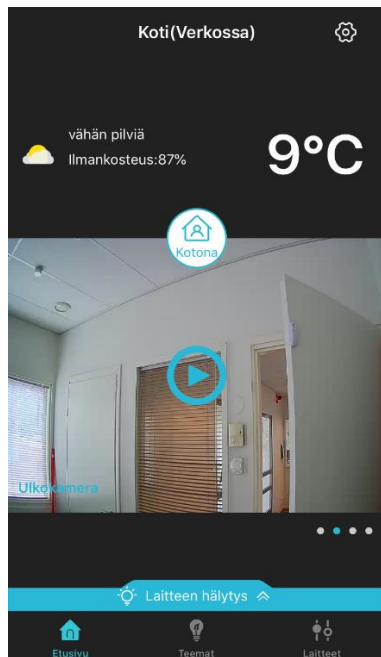 Koti(Verkossa)
vähän pilviä
Ilmankosteus:87%
9°C
Kotona
Ulkokamera
Laitteen hälytys
Etusivu
Teemat
Laitteet